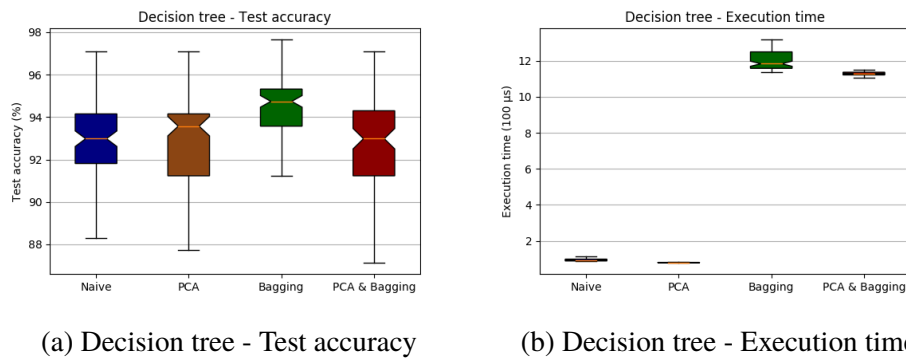 Decision tree - Test accuracy
Test accuracy (%)
98
96
94
92
90
88
Naive PCA Bagging PCA & Bagging
Decision tree - Execution time
Execution time (100 µs)
12
10
8
6
4
2
Naive PCA Bagging PCA & Bagging
(a) Decision tree - Test accuracy
(b) Decision tree - Execution time